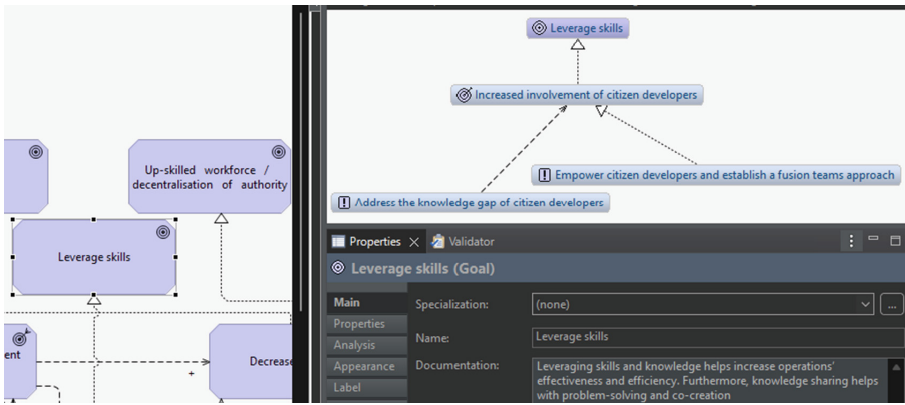 Up-skilled workforce /
decentralisation of authority
Leverage skills
ent
Decrease
+
Leverage skills
Increased involvement of citizen developers
Empower citizen developers and establish a fusion teams approach
Address the knowledge gap of citizen developers
Properties
Validator
Leverage skills (Goal)
Main
Properties
Analysis
Appearance
Label
Specialization:
(none)
...
Name:
Leverage skills
Documentation:
Leveraging skills and knowledge helps increase operations'
effectiveness and efficiency. Furthermore, knowledge sharing helps
with problem-solving and co-creation